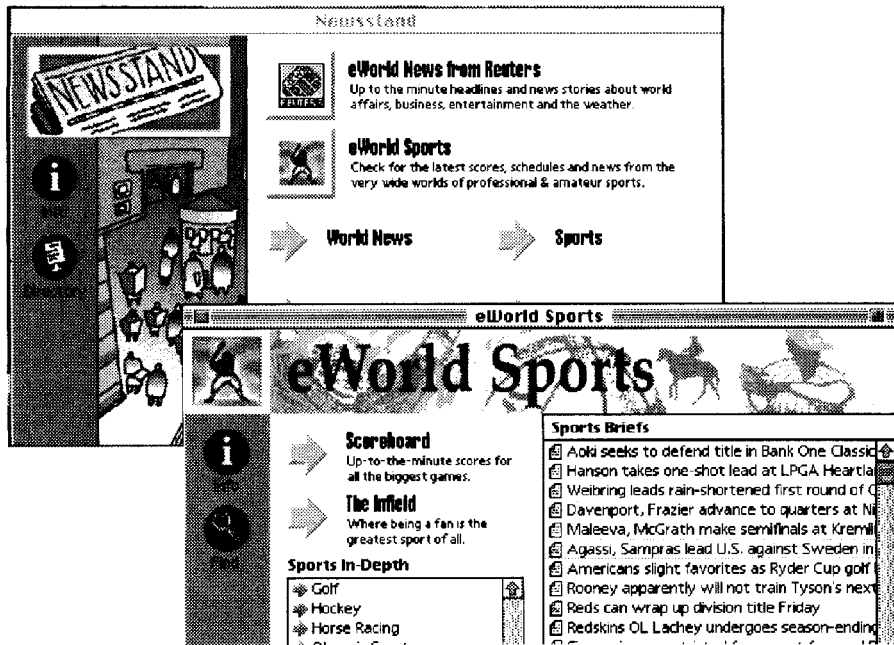 Newsstand
NEWSSTAND
REUTERS
eWorld News from Reuters
Up to the minute headlines and news stories about world
affairs, business, entertainment and the weather.
eWorld Sports
Check for the latest scores, schedules and news from the
very wide worlds of professional & amateur sports.
Info
Directory
World News
Sports
eWorld Sports
eWorld Sports
Info
Find
Scoreboard
Up-to-the-minute scores for
all the biggest games.
The Infield
Where being a fan is the
greatest sport of all.
Sports In-Depth
Golf
Hockey
Horse Racing
Sports Briefs
Aoki seeks to defend title in Bank One Classic
Hanson takes one-shot lead at LPGA Heartla
Weibring leads rain-shortened first round of
Davenport, Frazier advance to quarters at Ni
Maleeva, McGrath make semifinals at Kremli
Agassi, Sampras lead U.S. against Sweden in
Americans slight favorites as Ryder Cup golf
Rooney apparently will not train Tyson's next
Reds can wrap up division title Friday
Redskins OL Lachey undergoes season-ending